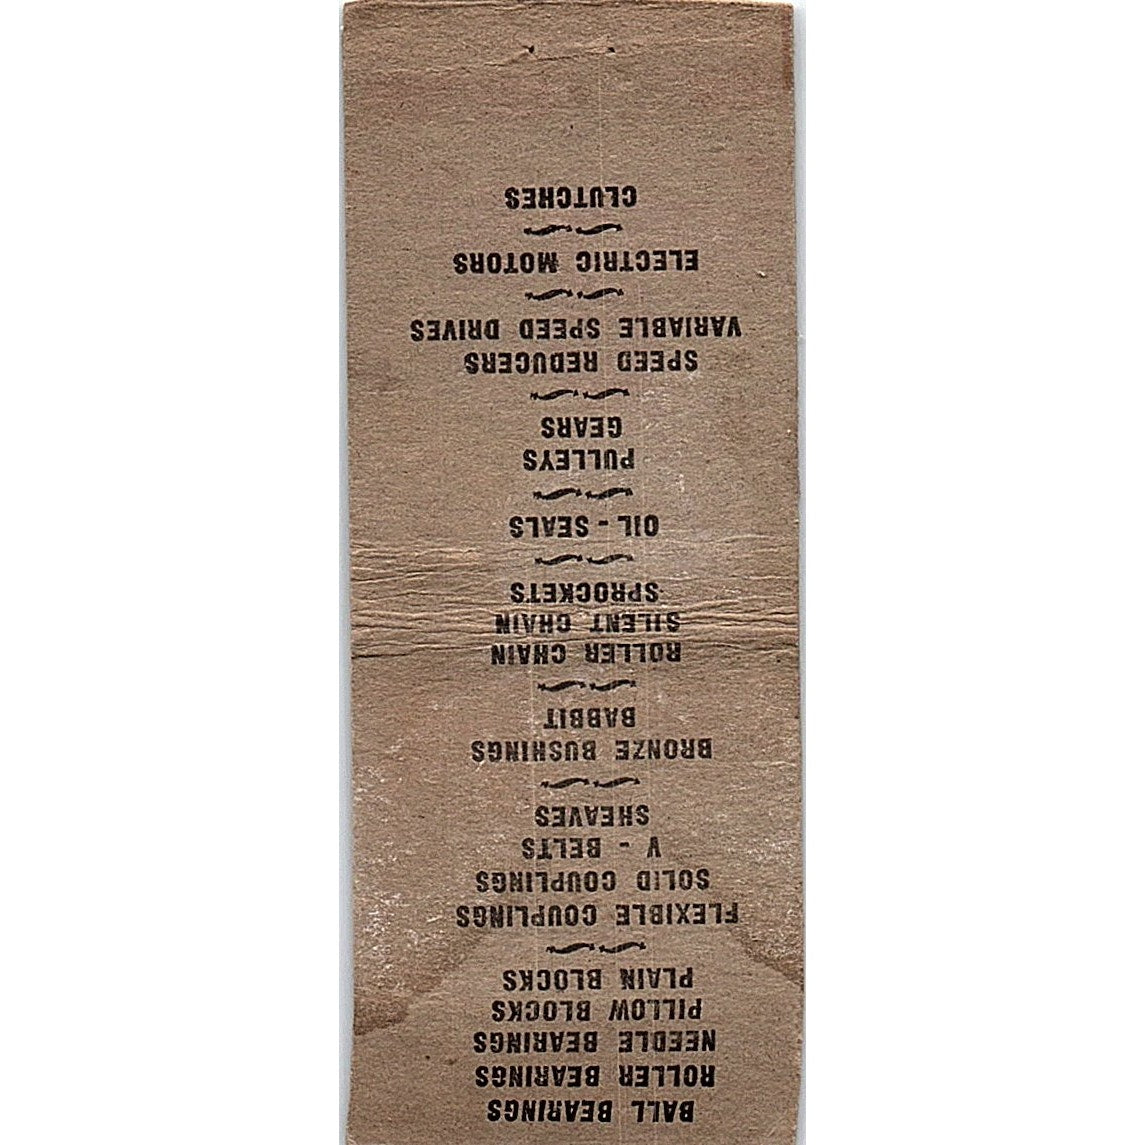 BALL BEARINGS
ROLLER BEARINGS
NEEDLE BEARINGS
PILLOW BLOCKS
PLAIN BLOCKS
FLEXIBLE COUPLINGS
SOLID COUPLINGS
V - BELTS
SHEAVES
BRONZE BUSHINGS
BABBIT
ROLLER CHAIN
SILENT CHAIN
SPROCKETS
OIL - SEALS
PULLEYS
GEARS
SPEED REDUCERS
VARIABLE SPEED DRIVES
ELECTRIC MOTORS
CLUTCHES